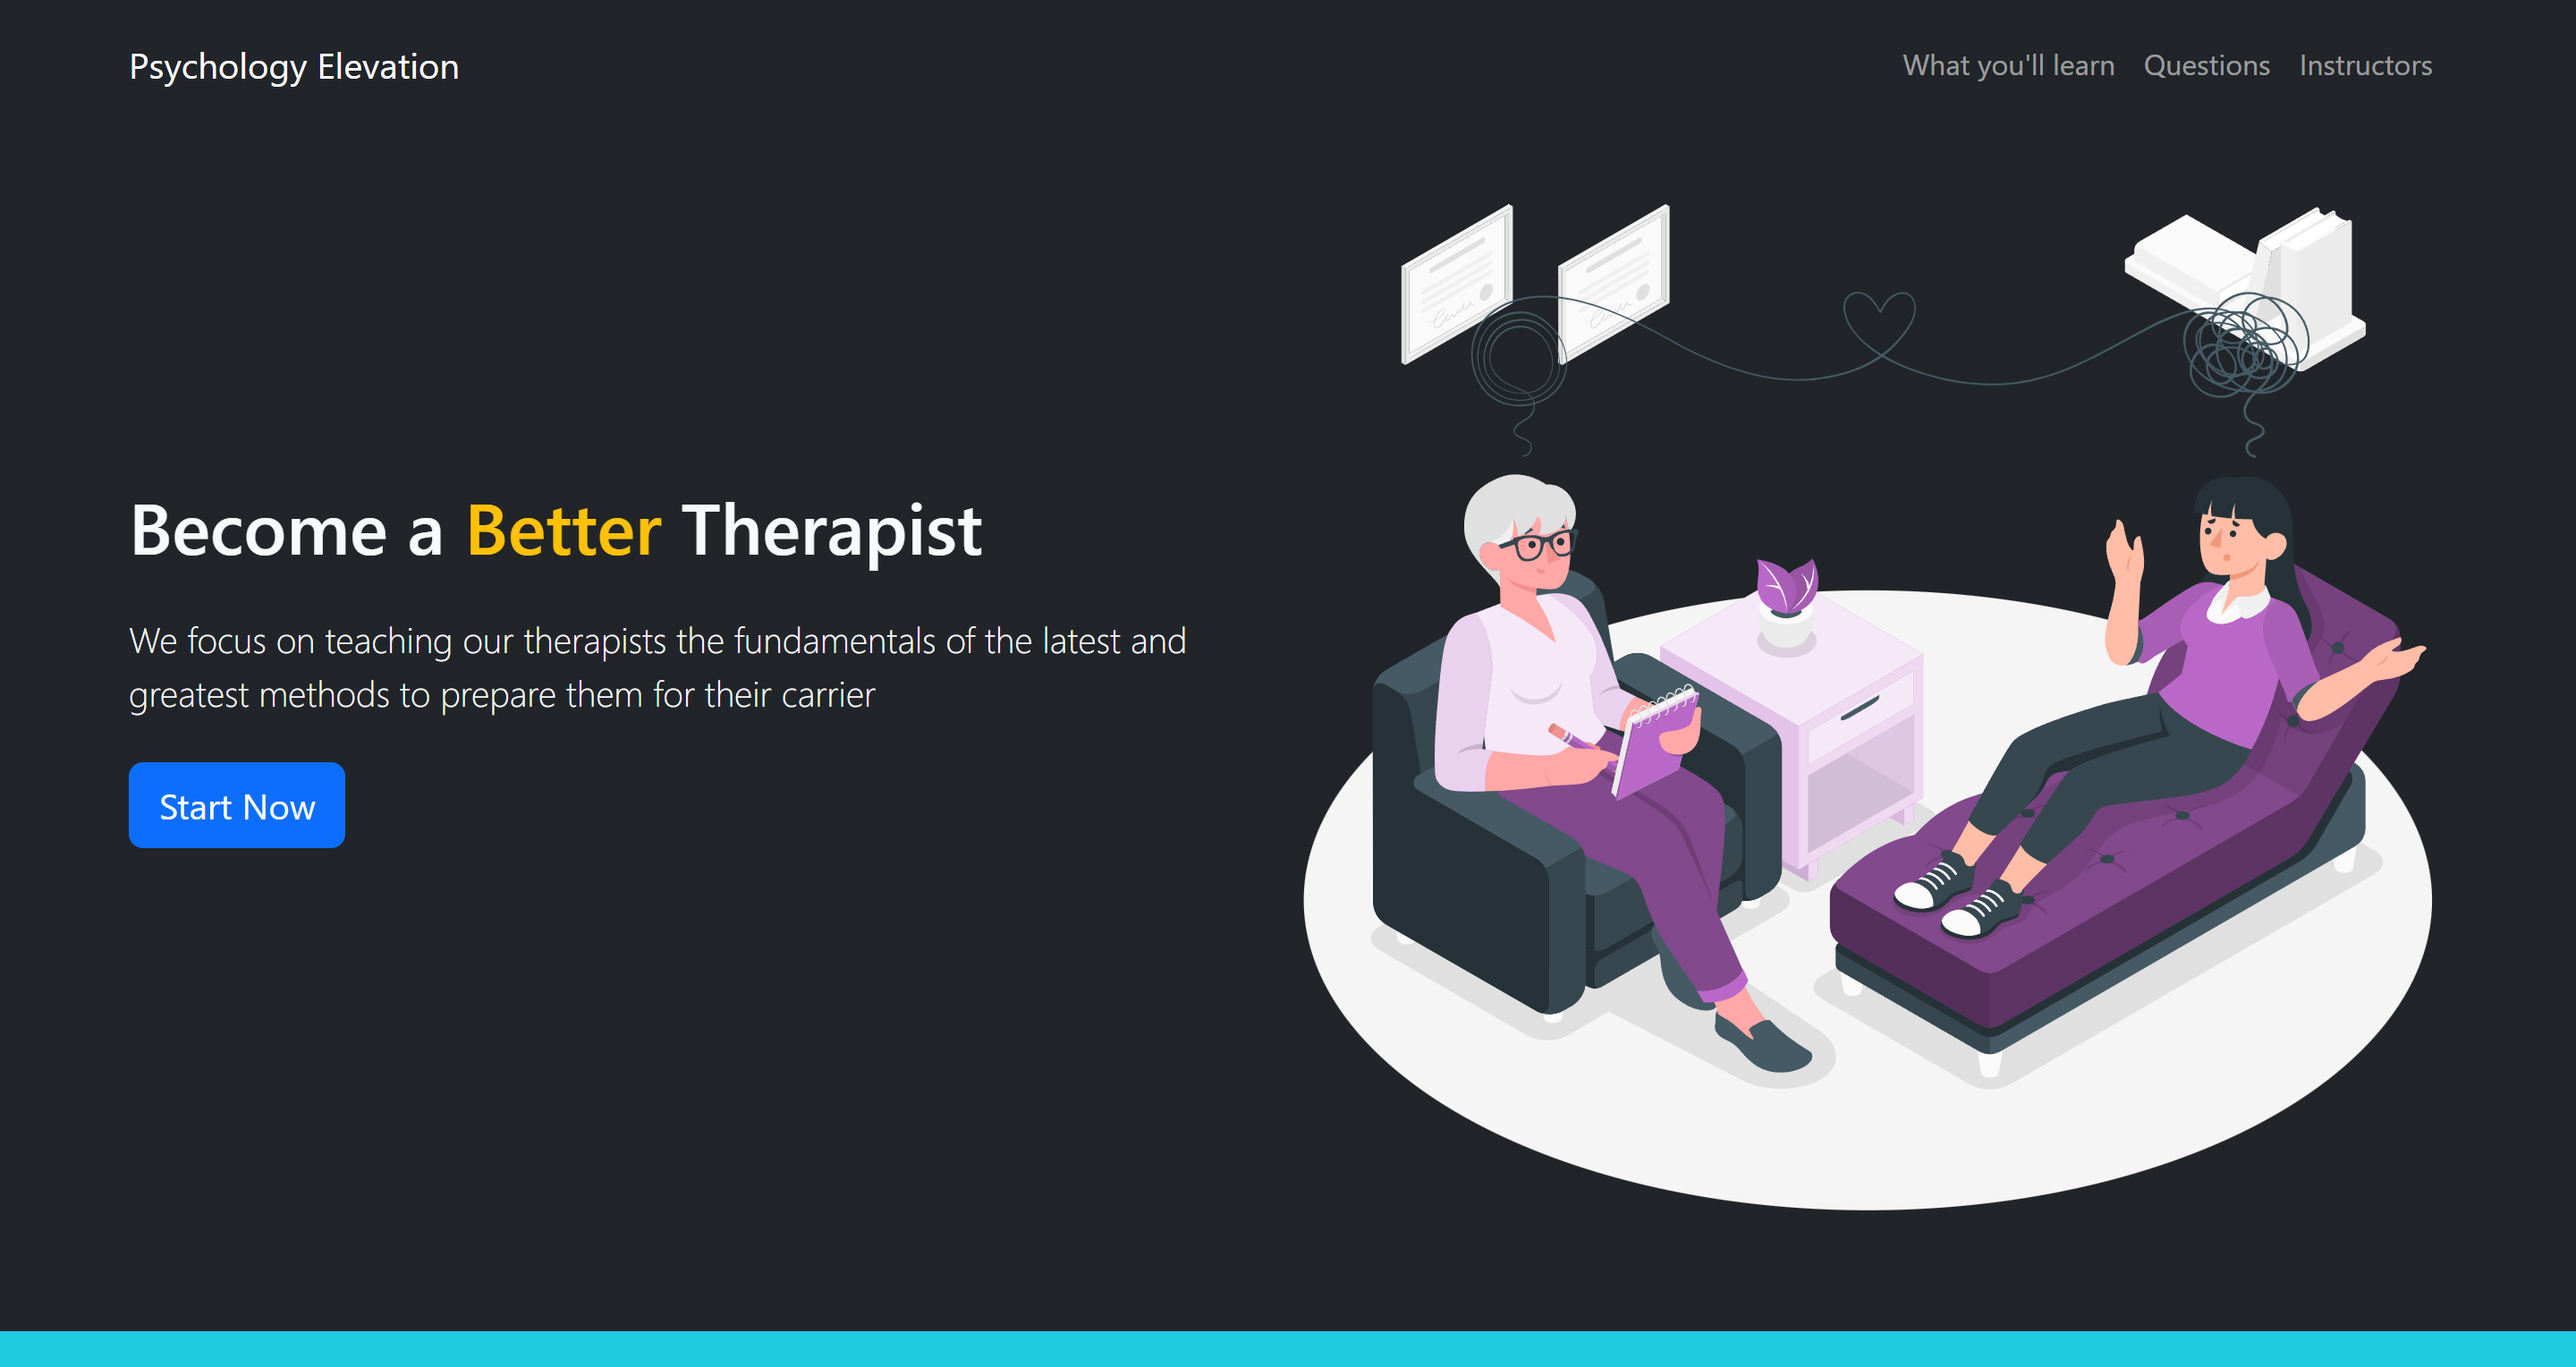 Psychology Elevation
What you'll learn Questions Instructors
Become a Better Therapist
We focus on teaching our therapists the fundamentals of the latest and
greatest methods to prepare them for their carrier
Start Now